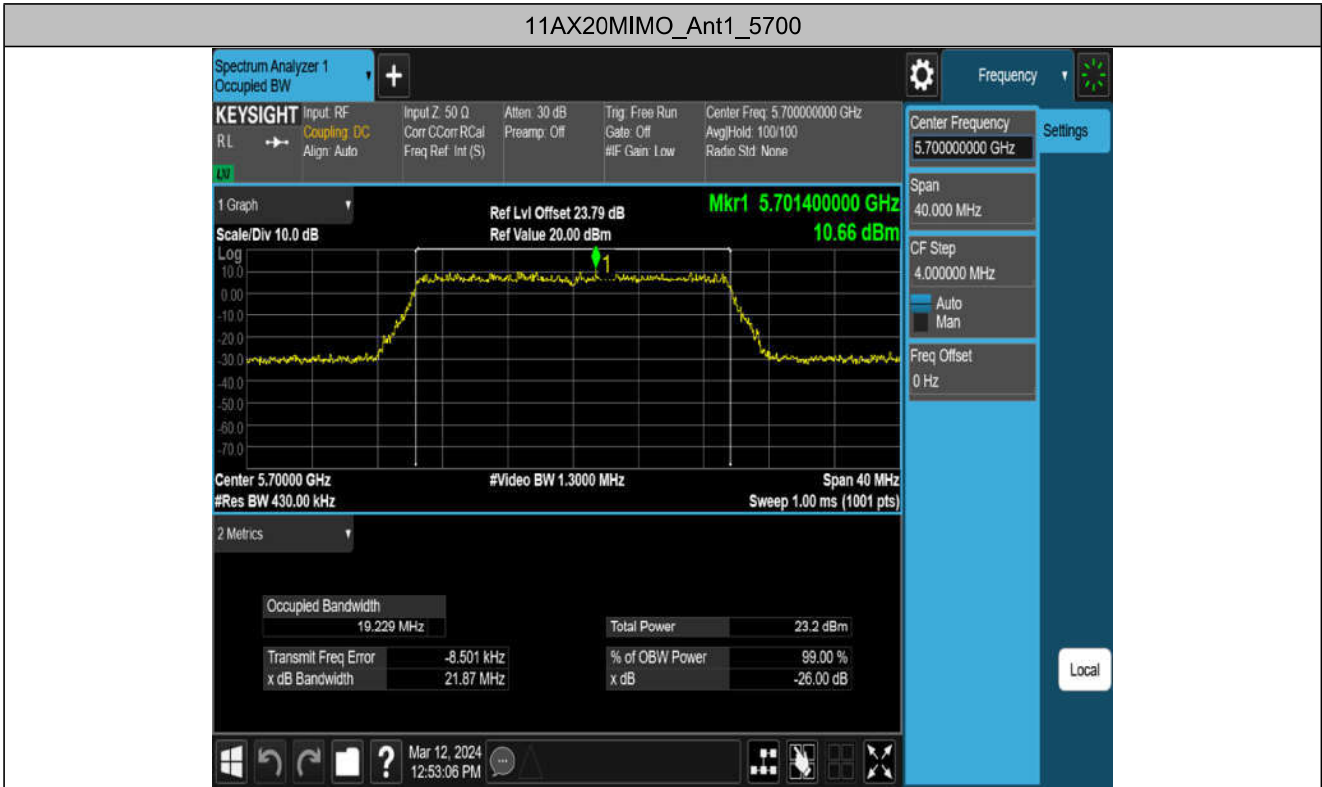 11AX20MIMO_Ant1_5700
Spectrum Analyzer 1
Occupied BW
+
Frequency
KEYSIGHT
RL
LXI
Input: RF
Coupling: DC
Align: Auto
Input Z: 50 Ω
Corr CCorr RCal
Freq Ref: Int (S)
Atten: 30 dB
Preamp: Off
Trig: Free Run
Gate: Off
#IF Gain: Low
Center Freq: 5.700000000 GHz
Avg|Hold: 100/100
Radio Std: None
Center Frequency
5.700000000 GHz
Settings
Span
40.000 MHz
CF Step
4.000000 MHz
Auto
Man
Freq Offset
0 Hz
Local
1 Graph
Scale/Div 10.0 dB
Ref Lvl Offset 23.79 dB
Ref Value 20.00 dBm
Mkr1 5.701400000 GHz
10.66 dBm
Log
10.0
0.00
-10.0
-20.0
-30.0
-40.0
-50.0
-60.0
-70.0
1
Center 5.70000 GHz
#Video BW 1.3000 MHz
Span 40 MHz
#Res BW 430.00 kHz
Sweep 1.00 ms (1001 pts)
2 Metrics
Occupied Bandwidth
19.229 MHz
Total Power 23.2 dBm
Transmit Freq Error -8.501 kHz
% of OBW Power 99.00 %
x dB Bandwidth 21.87 MHz
x dB -26.00 dB
?
Mar 12, 2024
12:53:06 PM